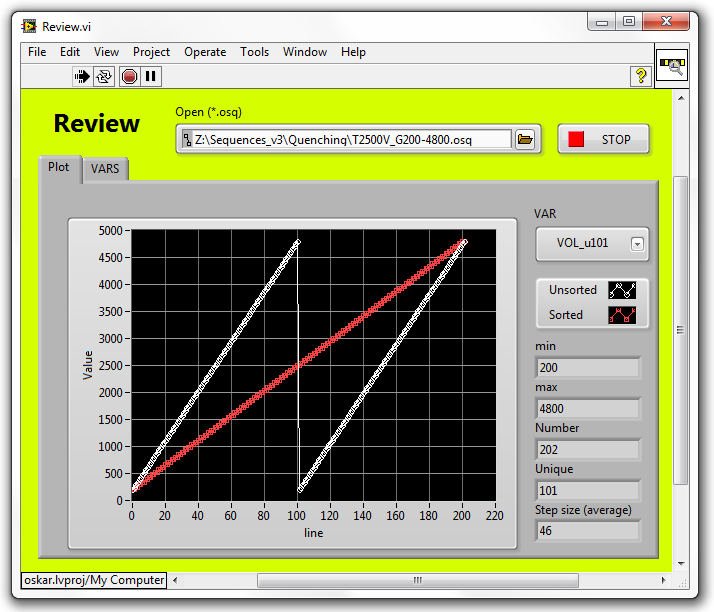 Review.vi
File Edit View Project Operate Tools Window Help
Review
Open (*.osq)
Z:\Sequences_v3\Quenching\T2500V_G200-4800.osq
STOP
Plot VARS
VAR
VOL_u101
Unsorted
Sorted
min
200
max
4800
Number
202
Unique
101
Step size (average)
46
Value
5000
4500
4000
3500
3000
2500
2000
1500
1000
500
0
0 20 40 60 80 100 120 140 160 180 200 220
line
oskar.lvproj/My Computer